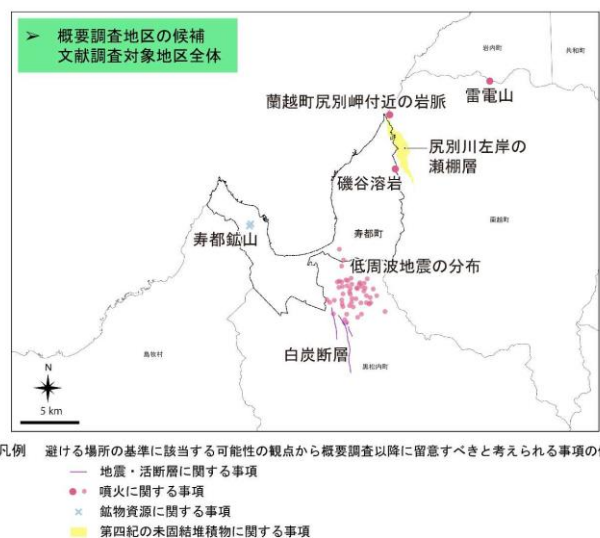 ➢ 概要調査地区の候補
文献調査対象地区全体
岩内町
共和町
雷電山
蘭越町尻別岬付近の岩脈
尻別川左岸の
瀬棚層
磯谷溶岩
蘭越町
寿都町
寿都鉱山
低周波地震の分布
白炭断層
島牧村
黒松内町
N
5 km
凡例 避ける場所の基準に該当する可能性の観点から概要調査以降に留意すべきと考えられる事項の
地震・活断層に関する事項
噴火に関する事項
鉱物資源に関する事項
第四紀の未固結堆積物に関する事項